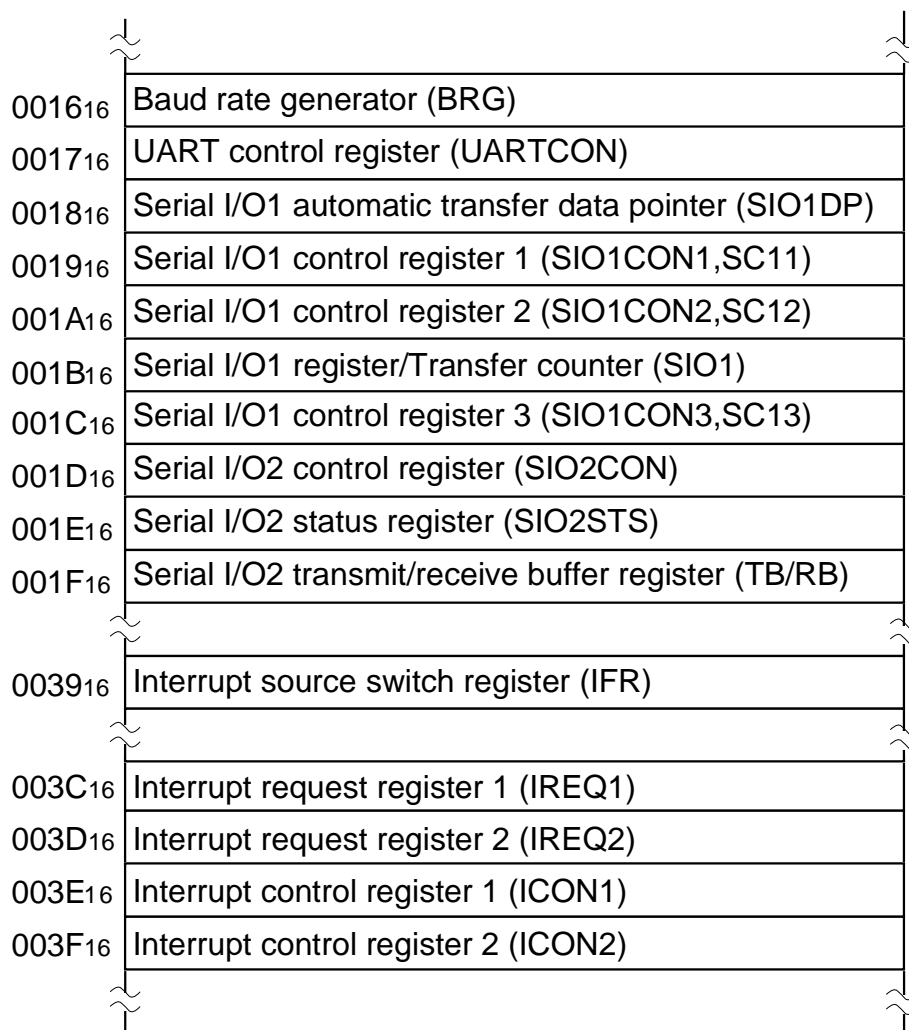 0016₁₆ Baud rate generator (BRG)
0017₁₆ UART control register (UARTCON)
0018₁₆ Serial I/O1 automatic transfer data pointer (SIO1DP)
0019₁₆ Serial I/O1 control register 1 (SIO1CON1,SC11)
001A₁₆ Serial I/O1 control register 2 (SIO1CON2,SC12)
001B₁₆ Serial I/O1 register/Transfer counter (SIO1)
001C₁₆ Serial I/O1 control register 3 (SIO1CON3,SC13)
001D₁₆ Serial I/O2 control register (SIO2CON)
001E₁₆ Serial I/O2 status register (SIO2STS)
001F₁₆ Serial I/O2 transmit/receive buffer register (TB/RB)
0039₁₆ Interrupt source switch register (IFR)
003C₁₆ Interrupt request register 1 (IREQ1)
003D₁₆ Interrupt request register 2 (IREQ2)
003E₁₆ Interrupt control register 1 (ICON1)
003F₁₆ Interrupt control register 2 (ICON2)